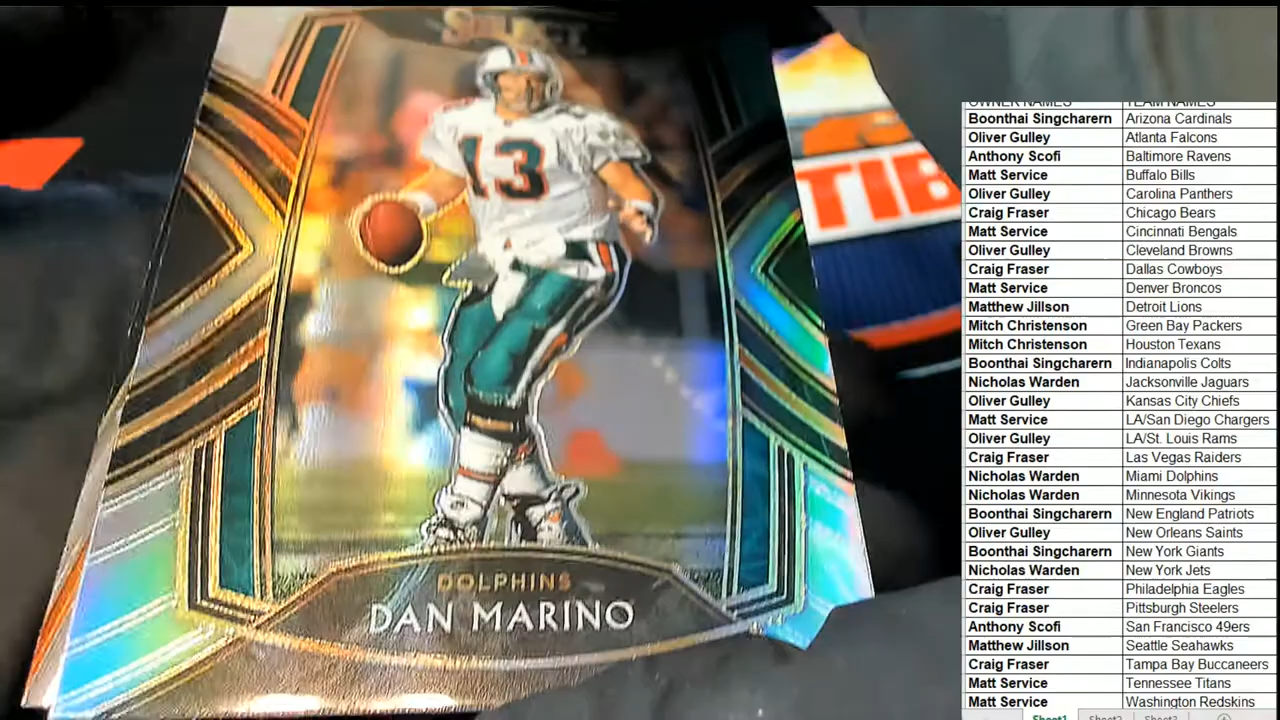 SELECT
13
TIB
DOLPHINS
DAN MARINO
OWNER NAMES TEAM NAMES
Boonthai Singcharern Arizona Cardinals
Oliver Gulley Atlanta Falcons
Anthony Scofi Baltimore Ravens
Matt Service Buffalo Bills
Oliver Gulley Carolina Panthers
Craig Fraser Chicago Bears
Matt Service Cincinnati Bengals
Oliver Gulley Cleveland Browns
Craig Fraser Dallas Cowboys
Matt Service Denver Broncos
Matthew Jillson Detroit Lions
Mitch Christenson Green Bay Packers
Mitch Christenson Houston Texans
Boonthai Singcharern Indianapolis Colts
Nicholas Warden Jacksonville Jaguars
Oliver Gulley Kansas City Chiefs
Matt Service LA/San Diego Chargers
Oliver Gulley LA/St. Louis Rams
Craig Fraser Las Vegas Raiders
Nicholas Warden Miami Dolphins
Nicholas Warden Minnesota Vikings
Boonthai Singcharern New England Patriots
Oliver Gulley New Orleans Saints
Boonthai Singcharern New York Giants
Nicholas Warden New York Jets
Craig Fraser Philadelphia Eagles
Craig Fraser Pittsburgh Steelers
Anthony Scofi San Francisco 49ers
Matthew Jillson Seattle Seahawks
Craig Fraser Tampa Bay Buccaneers
Matt Service Tennessee Titans
Matt Service Washington Redskins
Sheet1 Sheet2 Sheet3